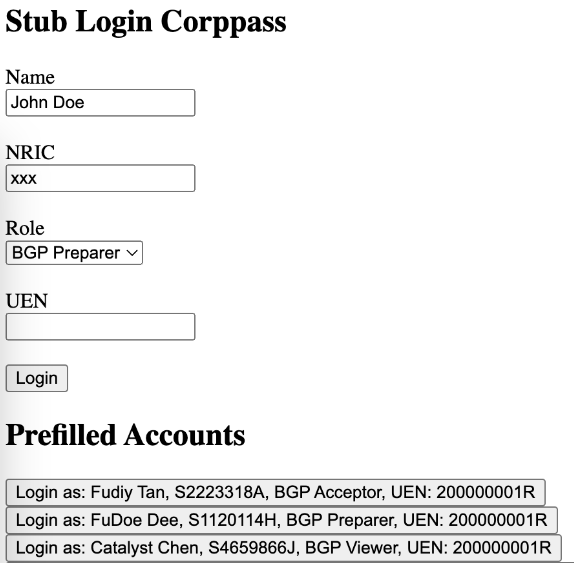 Stub Login Corppass
Name
John Doe
NRIC
xxx
Role
BGP Preparer
UEN
Login
Prefilled Accounts
Login as: Fudiy Tan, S2223318A, BGP Acceptor, UEN: 200000001R
Login as: FuDoe Dee, S1120114H, BGP Preparer, UEN: 200000001R
Login as: Catalyst Chen, S4659866J, BGP Viewer, UEN: 200000001R